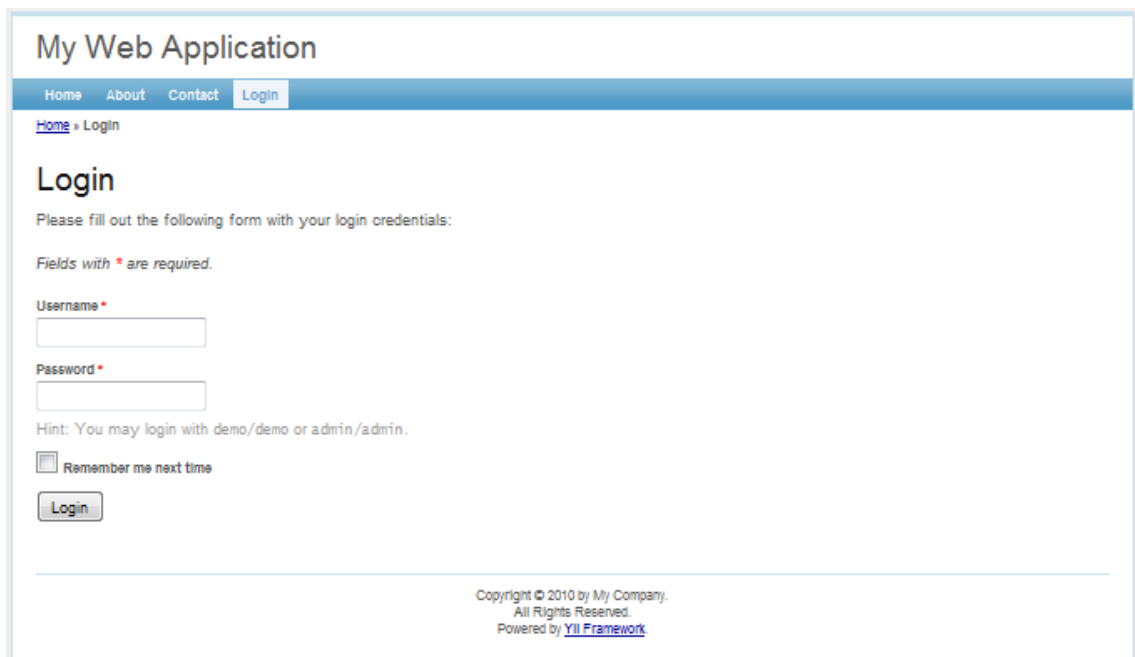 My Web Application
Home About Contact Login
Home » Login
Login
Please fill out the following form with your login credentials:
Fields with * are required.
Username *
Password *
Hint: You may login with demo/demo or admin/admin.
Remember me next time
Login
Copyright © 2010 by My Company.
All Rights Reserved.
Powered by Yii Framework.